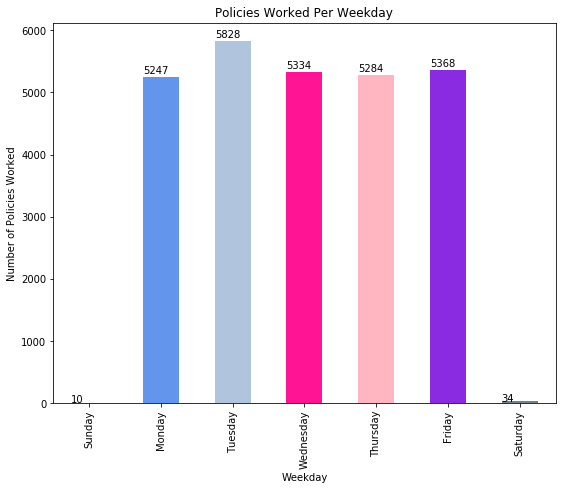 Policies Worked Per Weekday
Number of Policies Worked
6000
5000
4000
3000
2000
1000
0
10
5247
5828
5334
5284
5368
34
Sunday
Monday
Tuesday
Wednesday
Thursday
Friday
Saturday
Weekday